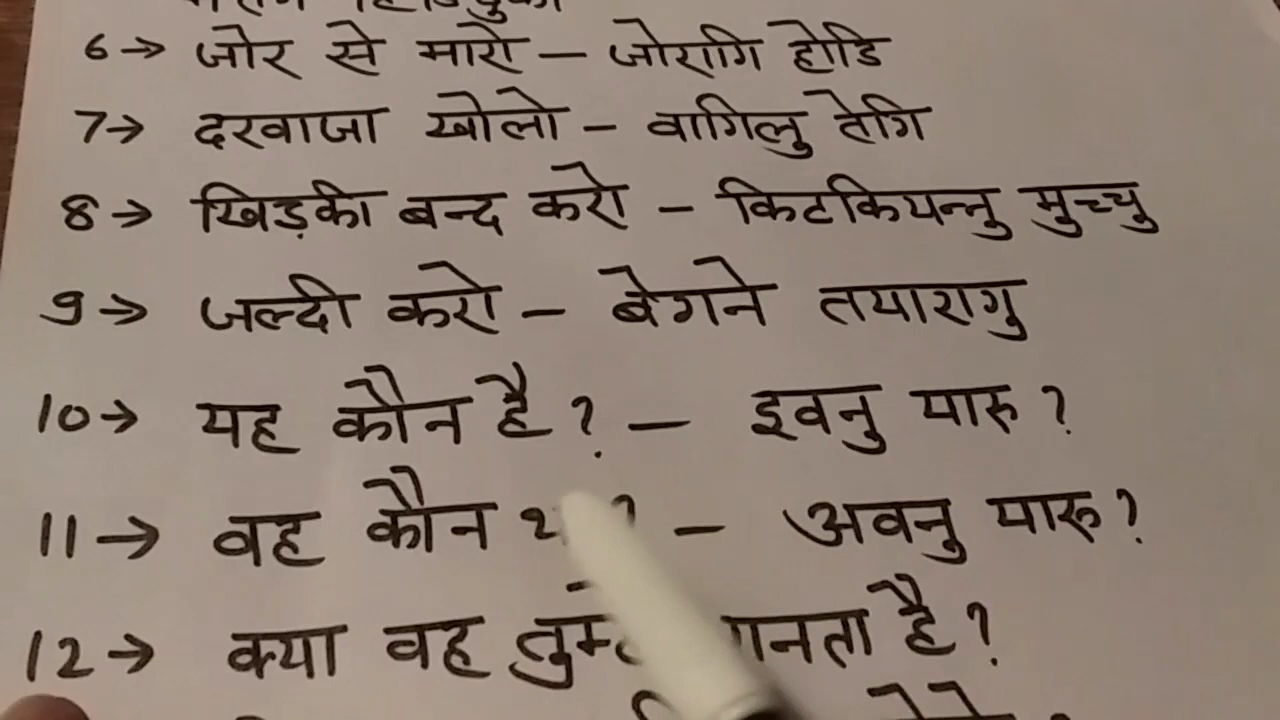 6→ जोर से मारो – जोरागि होडि
7→ दरवाजा खोलो – वागिलु तेगि
8→ खिड़की बन्द करो – किटकियन्नु मुच्चु
9→ जल्दी करो – बेगने तयारागु
10→ यह कौन है? – इवनु यारु?
11→ वह कौन ? – अवनु यारू?
12→ क्या वह है?